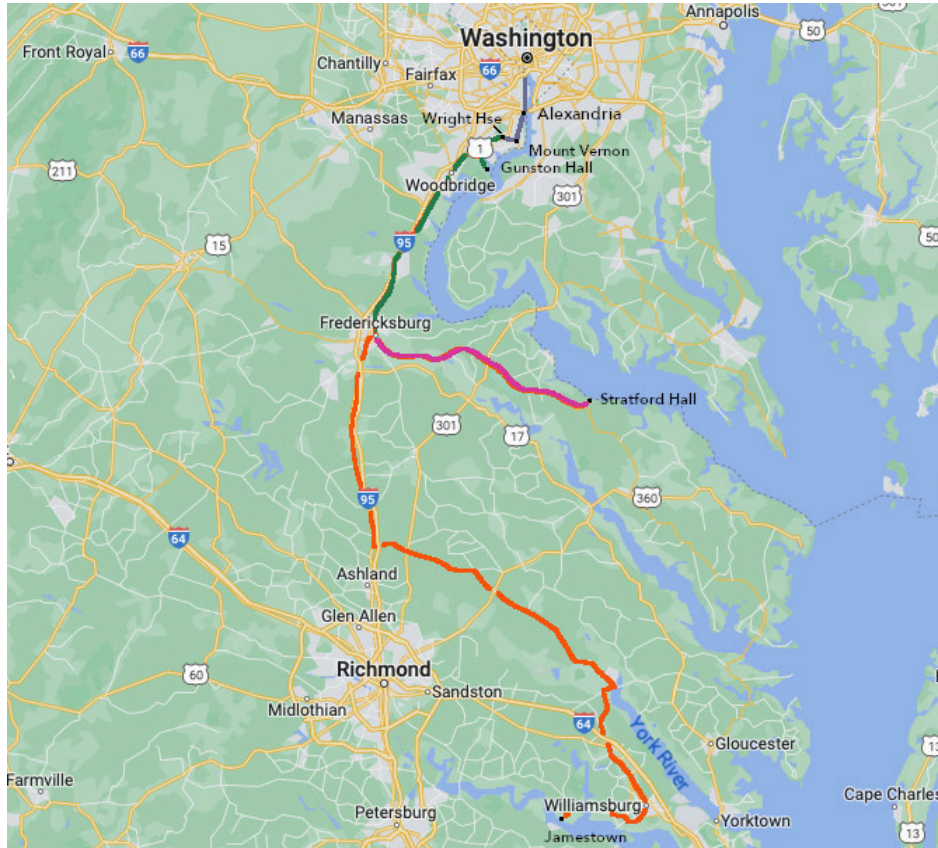 Annapolis
50
Front Royal
66
Washington
Chantilly
66
Fairfax
Manassas
Wright Hse
Alexandria
1
Mount Vernon
Gunston Hall
211
Woodbridge
301
15
95
50
Fredericksburg
Stratford Hall
301
17
95
360
64
Ashland
Glen Allen
Richmond
60
Sandston
Midlothian
64
York River
Gloucester
13
Farmville
Williamsburg
Cape Charles
Petersburg
Yorktown
13
Jamestown